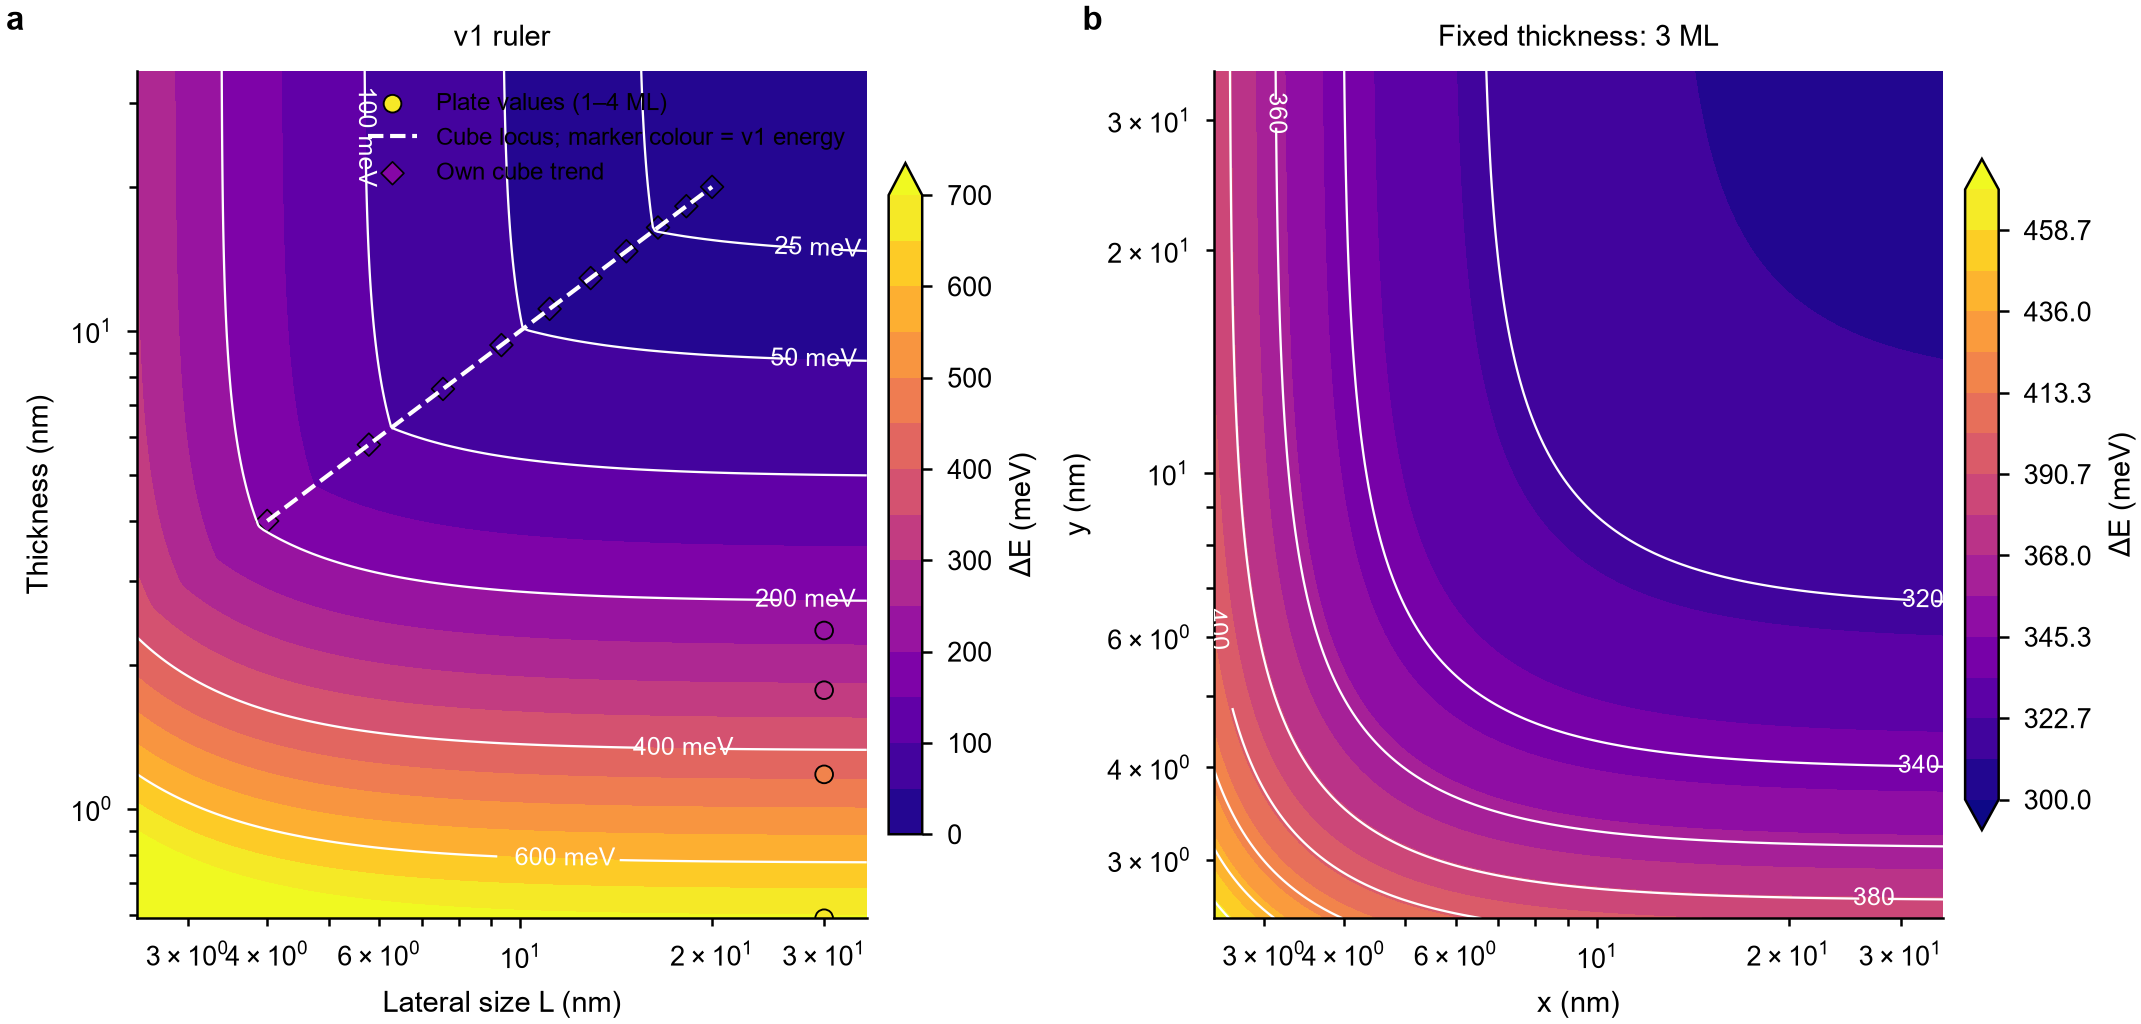 a
v1 ruler
Plate values (1–4 ML)
Cube locus; marker colour = v1 energy
Own cube trend
100 meV
25 meV
50 meV
200 meV
400 meV
600 meV
Thickness (nm)
10¹
10⁰
3 × 10⁰
4 × 10⁰
6 × 10⁰
10¹
2 × 10¹
3 × 10¹
Lateral size L (nm)
700
600
500
400
300
200
100
0
ΔE (meV)
b
Fixed thickness: 3 ML
360
400
320
340
380
y (nm)
3 × 10¹
2 × 10¹
10¹
6 × 10⁰
4 × 10⁰
3 × 10⁰
3 × 10⁰
4 × 10⁰
6 × 10⁰
10¹
2 × 10¹
3 × 10¹
x (nm)
458.7
436.0
413.3
390.7
368.0
345.3
322.7
300.0
ΔE (meV)